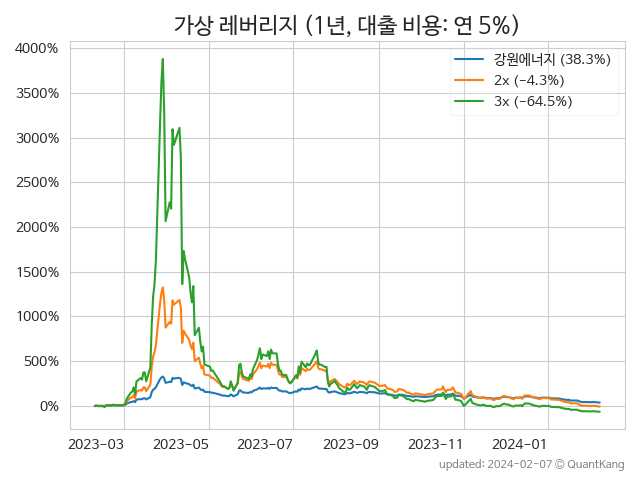 가상 레버리지 (1년, 대출 비용: 연 5%)
4000%
3500%
3000%
2500%
2000%
1500%
1000%
500%
0%
강원에너지 (38.3%)
2x (-4.3%)
3x (-64.5%)
2023-03 2023-05 2023-07 2023-09 2023-11 2024-01
updated: 2024-02-07 © QuantKang